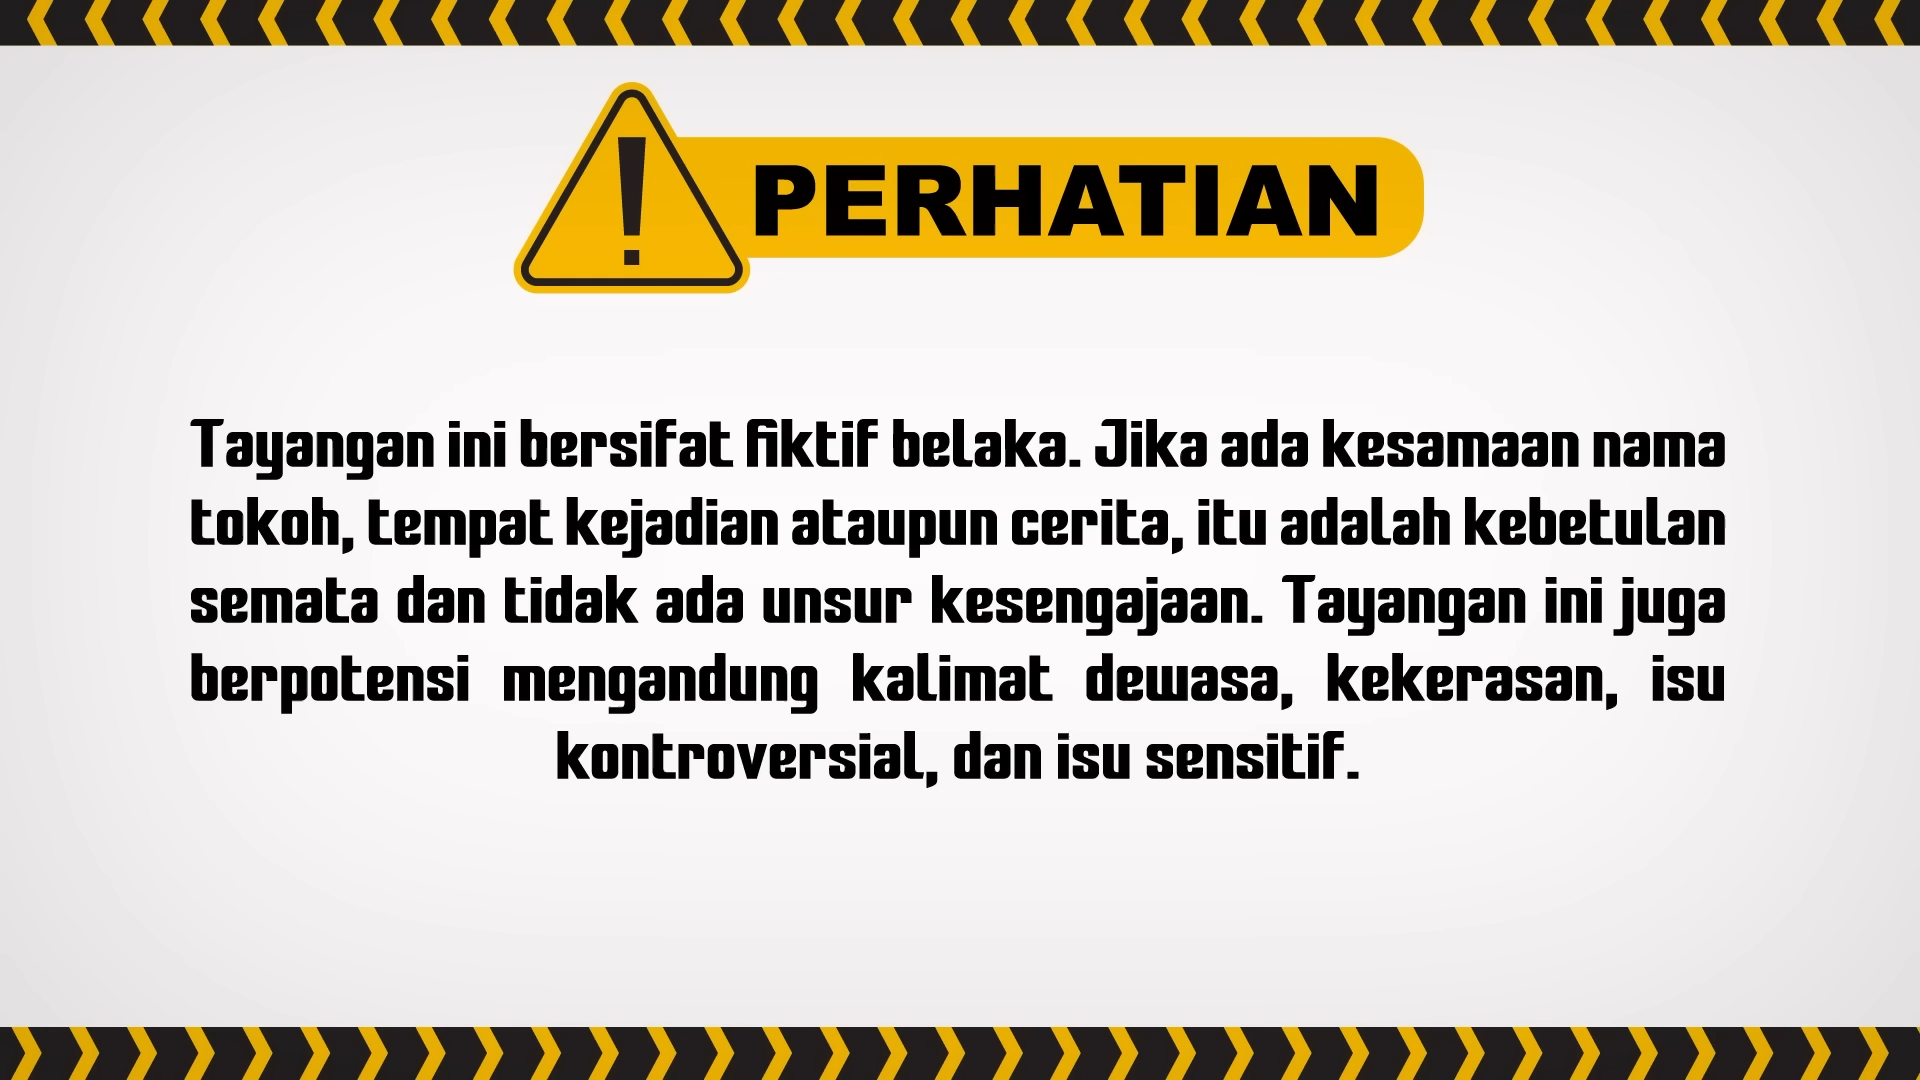 PERHATIAN
Tayangan ini bersifat fiktif belaka. Jika ada kesamaan nama
tokoh, tempat kejadian ataupun cerita, itu adalah kebetulan
semata dan tidak ada unsur kesengajaan. Tayangan ini juga
berpotensi mengandung kalimat dewasa, kekerasan, isu
kontroversial, dan isu sensitif.